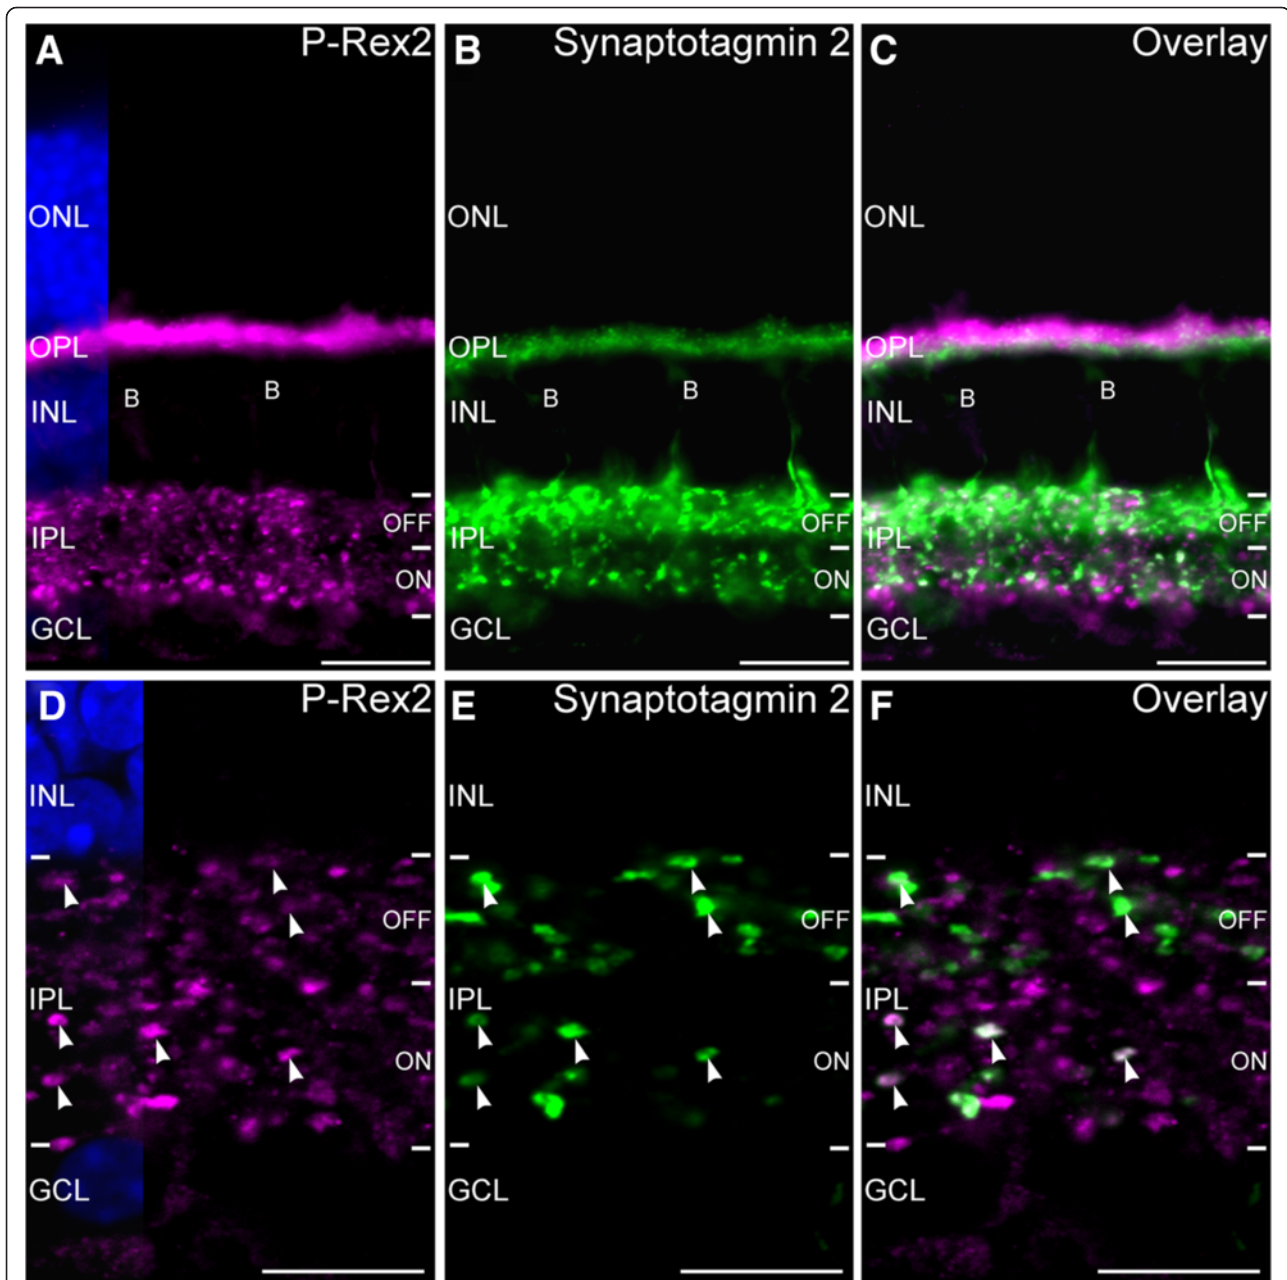 A P-Rex2
B Synaptotagmin 2
C Overlay
ONL
ONL
ONL
OPL
OPL
OPL
B
B
B
B
B
B
INL
INL
INL
OFF
OFF
OFF
IPL
IPL
IPL
ON
ON
ON
GCL
GCL
GCL
D P-Rex2
E Synaptotagmin 2
F Overlay
INL
INL
INL
OFF
OFF
OFF
IPL
IPL
IPL
ON
ON
ON
GCL
GCL
GCL